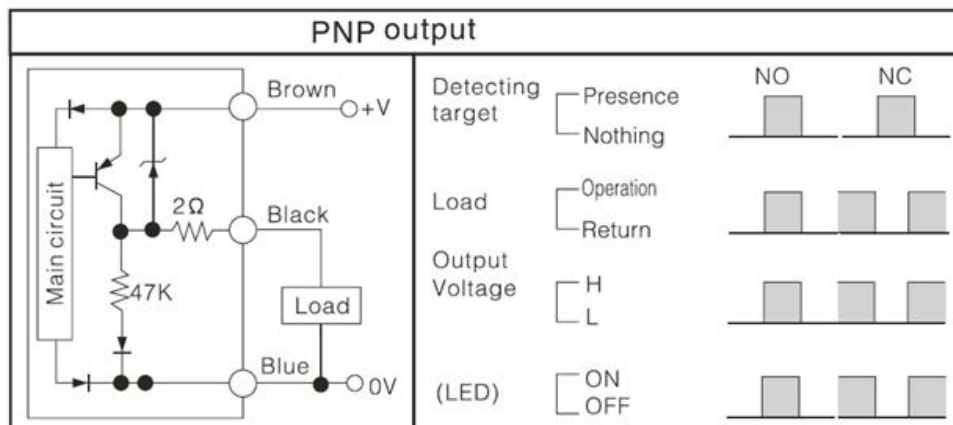 PNP output
Brown
+V
Main circuit
2Ω
Black
47K
Load
Blue
0V
NO NC
Detecting
target
Presence
Nothing
Load
Operation
Return
Output
Voltage
H
L
(LED)
ON
OFF